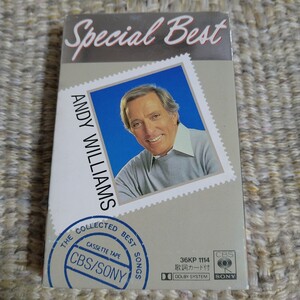 Special Best
ANDY WILLIAMS
THE COLLECTED BEST SONGS
CASSETTE TAPE
CBS/SONY
36KP 1114
歌詞カード付
DOLBY SYSTEM
CBS
SONY